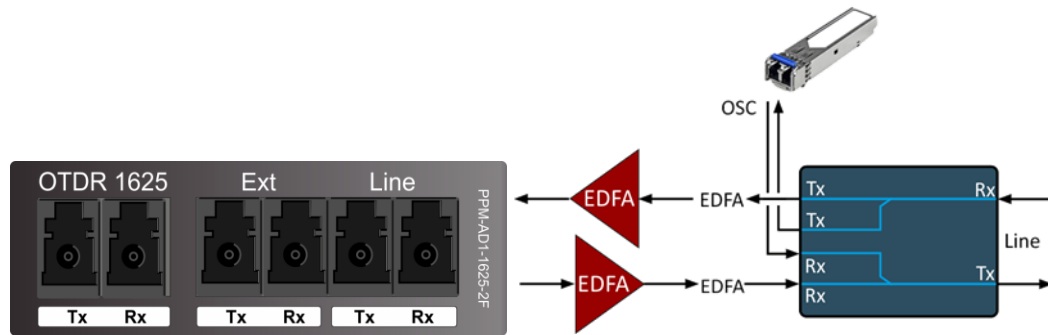 OTDR 1625 Ext Line
Tx Rx Tx Rx Tx Rx
PPM-AD1-1625-2F
OSC
EDFA EDFA Tx Rx
Tx
Line
Rx
EDFA EDFA Rx Tx